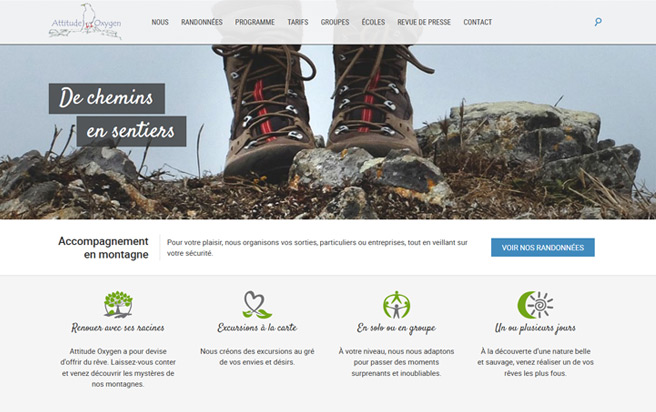 Attitude Oxygen
NOUS RANDONNÉES PROGRAMME TARIFS GROUPES ÉCOLES REVUE DE PRESSE CONTACT
De chemins
en sentiers
Accompagnement
en montagne
Pour votre plaisir, nous organisons vos sorties, particuliers ou entreprises, tout en veillant sur
votre sécurité.
VOIR NOS RANDONNÉES
Renouer avec ses racines
Attitude Oxygen a pour devise
d'offrir du rêve. Laissez-vous conter
et venez découvrir les mystères de
nos montagnes.
Excursions à la carte
Nous créons des excursions au gré
de vos envies et désirs.
En solo ou en groupe
À votre niveau, nous nous adaptons
pour passer des moments
surprenants et inoubliables.
Un ou plusieurs jours
À la découverte d'une nature belle
et sauvage, venez réaliser un de vos
rêves les plus fous.